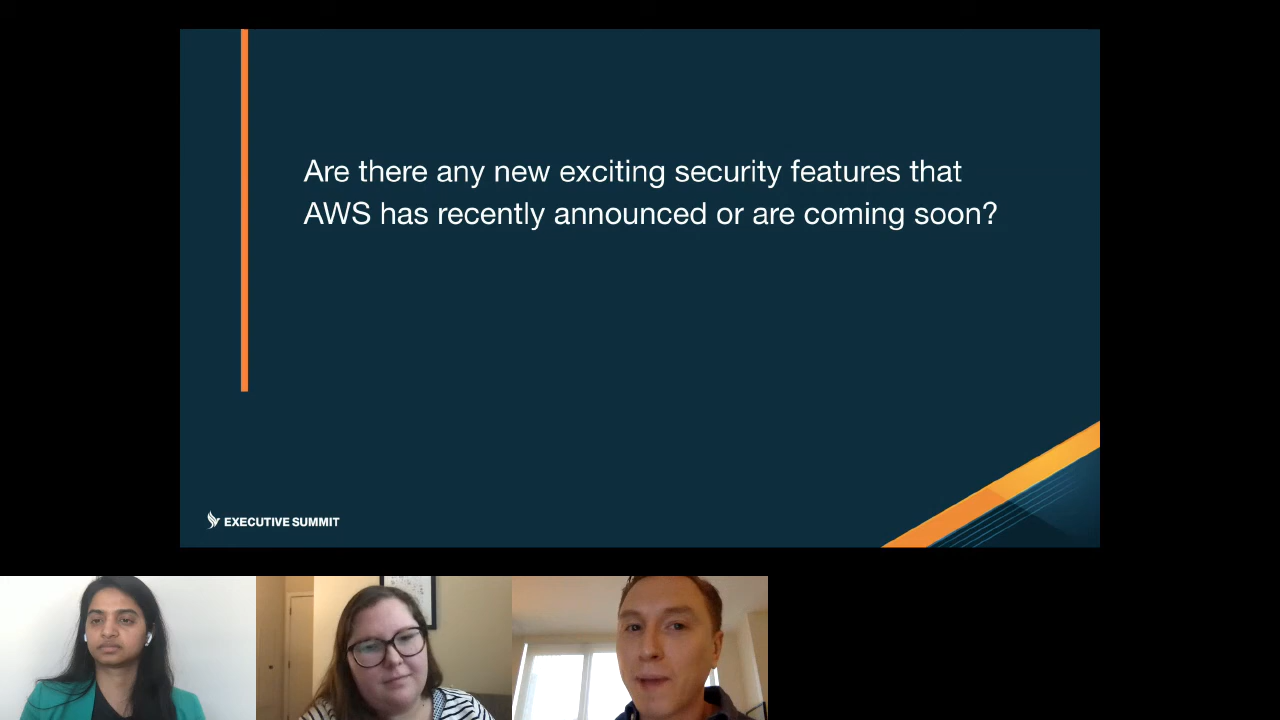 Are there any new exciting security features that
AWS has recently announced or are coming soon?
EXECUTIVE SUMMIT